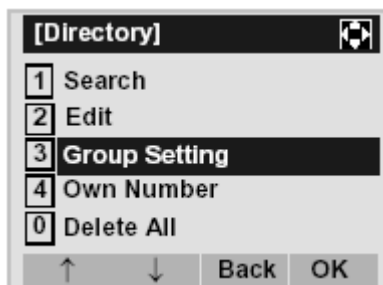 [Directory]
1 Search
2 Edit
3 Group Setting
4 Own Number
0 Delete All
↑ ↓ Back OK